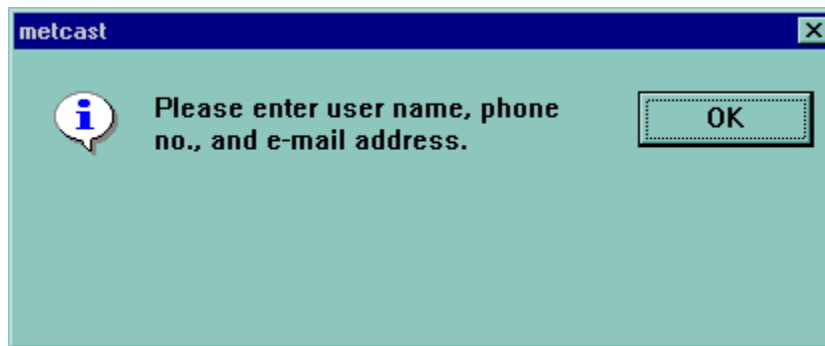 metcast
Please enter user name, phone
no., and e-mail address.
OK